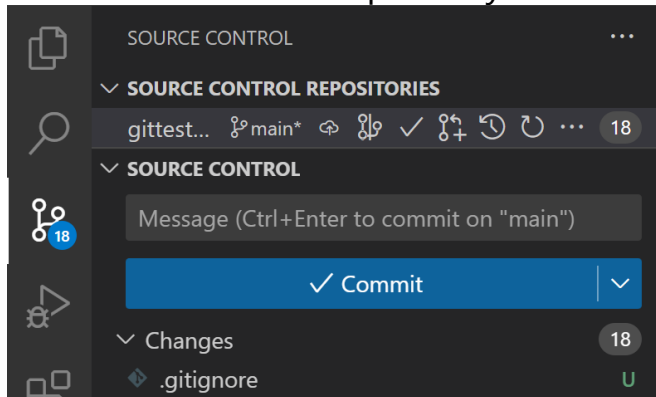 SOURCE CONTROL
SOURCE CONTROL REPOSITORIES
gittest... main* 18
SOURCE CONTROL
18
Message (Ctrl+Enter to commit on "main")
Commit
Changes 18
.gitignore U